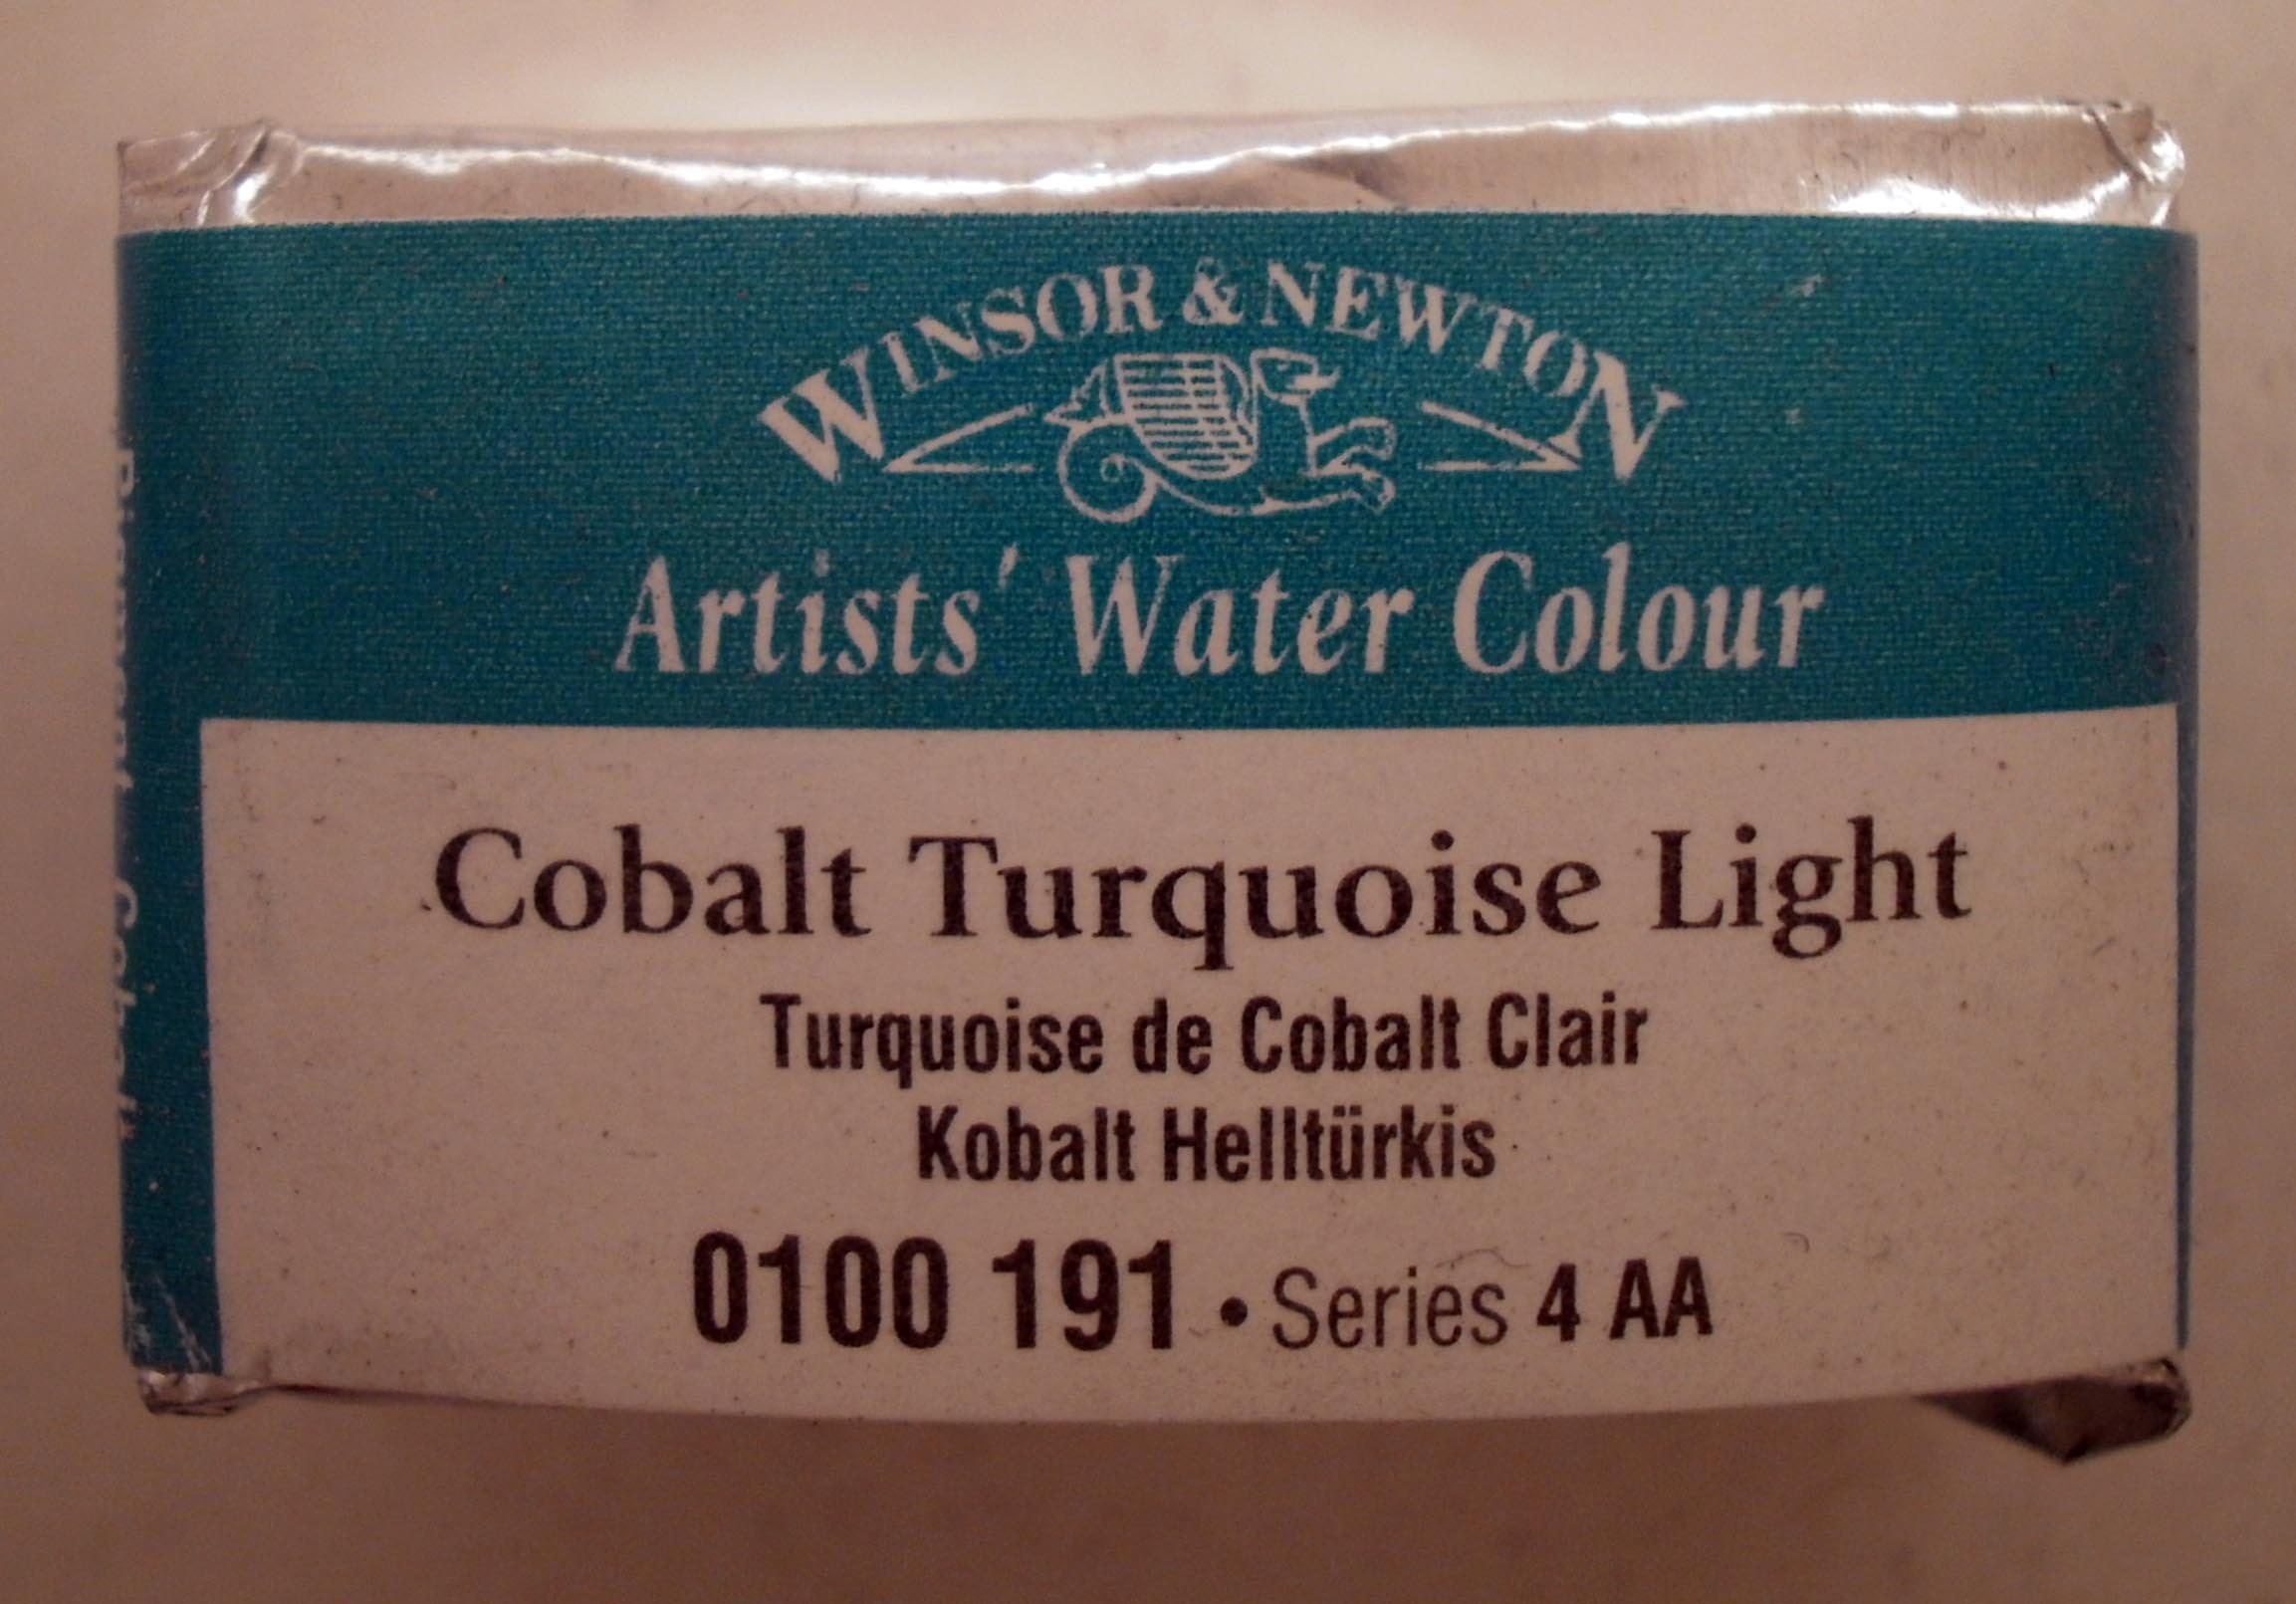 WINSOR & NEWTON
Artists' Water Colour
Cobalt Turquoise Light
Turquoise de Cobalt Clair
Kobalt Helltürkis
0100 191 • Series 4 AA